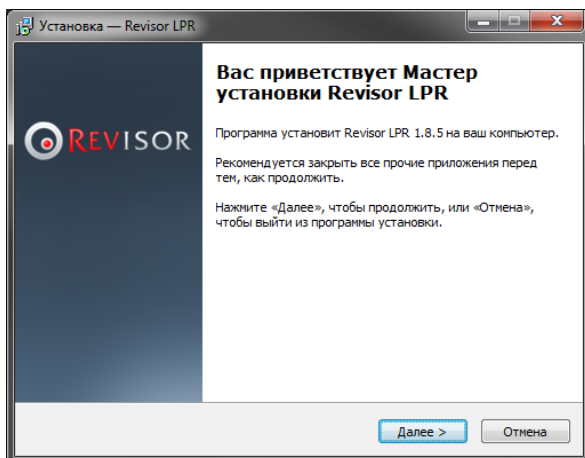 Установка — Revisor LPR
Вас приветствует Мастер
установки Revisor LPR
REVISOR
Программа установит Revisor LPR 1.8.5 на ваш компьютер.
Рекомендуется закрыть все прочие приложения перед
тем, как продолжить.
Нажмите «Далее», чтобы продолжить, или «Отмена»,
чтобы выйти из программы установки.
Далее >
Отмена